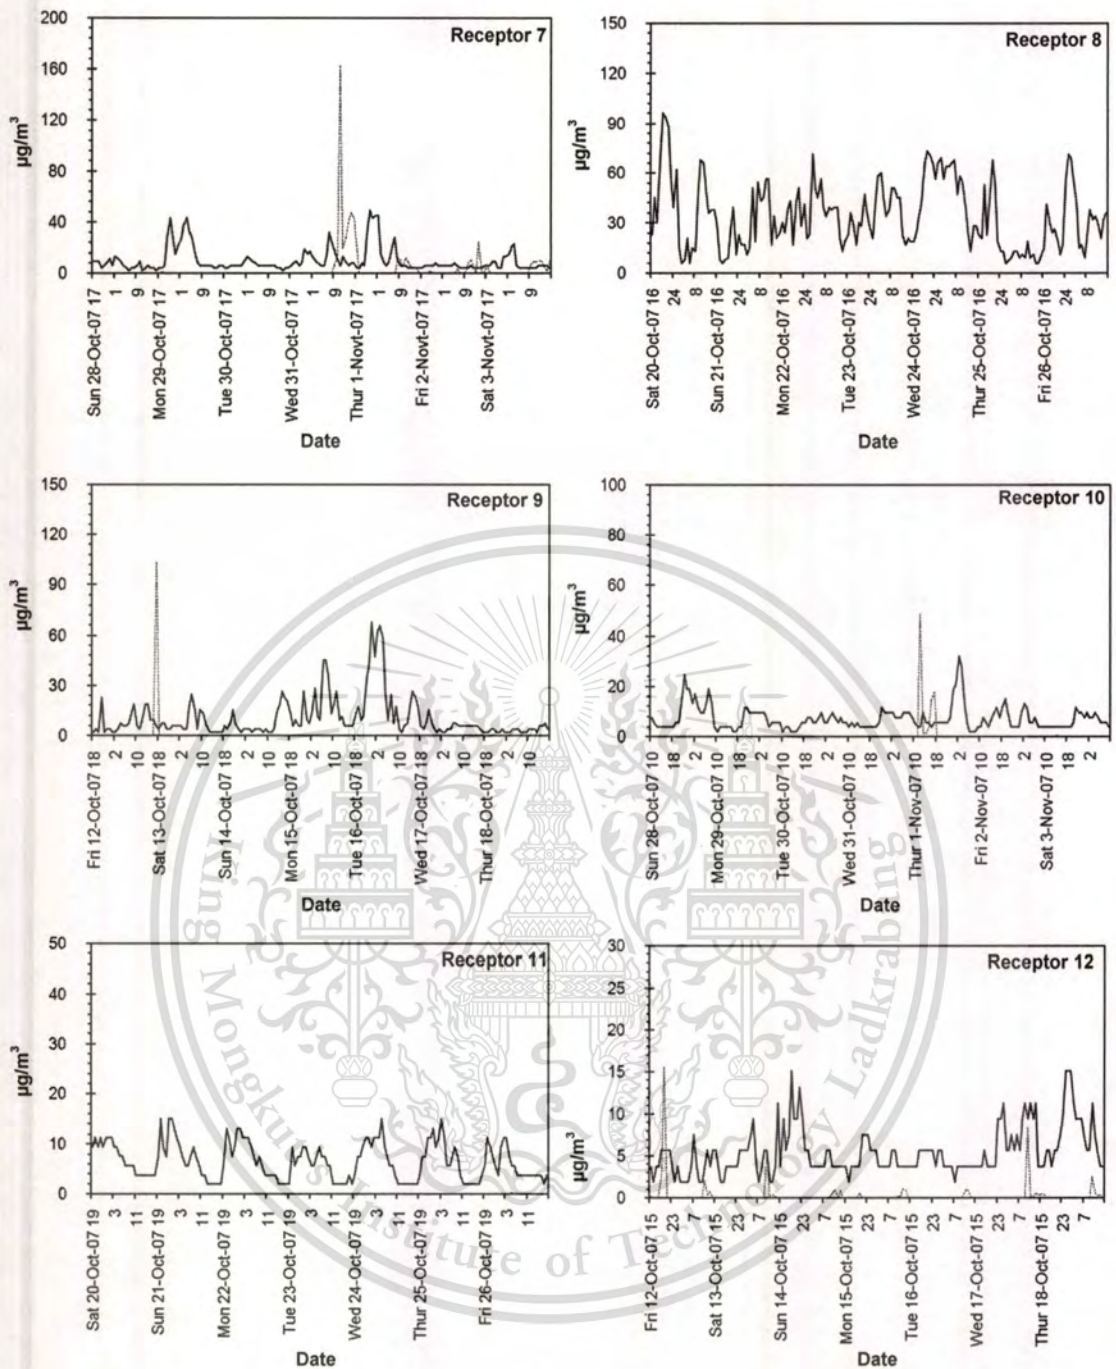 Receptor 7
µg/m³
200
160
120
80
40
0
Sun 28-Oct-07 17
1
9
Mon 29-Oct-07 17
1
9
Tue 30-Oct-07 17
1
9
Wed 31-Oct-07 17
1
9
Thur 1-Novt-07 17
1
9
Fri 2-Novt-07 17
1
9
Sat 3-Novt-07 17
1
9
Date
Receptor 8
µg/m³
150
120
90
60
30
0
Sat 20-Oct-07 16
24
8
Sun 21-Oct-07 16
24
8
Mon 22-Oct-07 16
24
8
Tue 23-Oct-07 16
24
8
Wed 24-Oct-07 16
24
8
Thur 25-Oct-07 16
24
8
Fri 26-Oct-07 16
24
8
Date
Receptor 9
µg/m³
150
120
90
60
30
0
Fri 12-Oct-07 18
2
10
Sat 13-Oct-07 18
2
10
Sun 14-Oct-07 18
2
10
Mon 15-Oct-07 18
2
10
Tue 16-Oct-07 18
2
10
Wed 17-Oct-07 18
2
10
Thur 18-Oct-07 18
2
10
Date
Receptor 10
µg/m³
100
80
60
40
20
0
Sun 28-Oct-07 10
18
2
Mon 29-Oct-07 10
18
2
Tue 30-Oct-07 10
18
2
Wed 31-Oct-07 10
18
2
Thur 1-Nov-07 10
18
2
Fri 2-Nov-07 10
18
2
Sat 3-Nov-07 10
18
2
Date
Receptor 11
µg/m³
50
40
30
20
10
0
Sat 20-Oct-07 19
3
11
Sun 21-Oct-07 19
3
11
Mon 22-Oct-07 19
3
11
Tue 23-Oct-07 19
3
11
Wed 24-Oct-07 19
3
11
Thur 25-Oct-07 19
3
11
Fri 26-Oct-07 19
3
11
Date
Receptor 12
µg/m³
30
25
20
15
10
5
0
Fri 12-Oct-07 15
23
7
Sat 13-Oct-07 15
23
7
Sun 14-Oct-07 15
23
7
Mon 15-Oct-07 15
23
7
Tue 16-Oct-07 15
23
7
Wed 17-Oct-07 15
23
7
Thur 18-Oct-07 15
23
7
Date
King Mongkut's Institute of Technology Ladkrabang